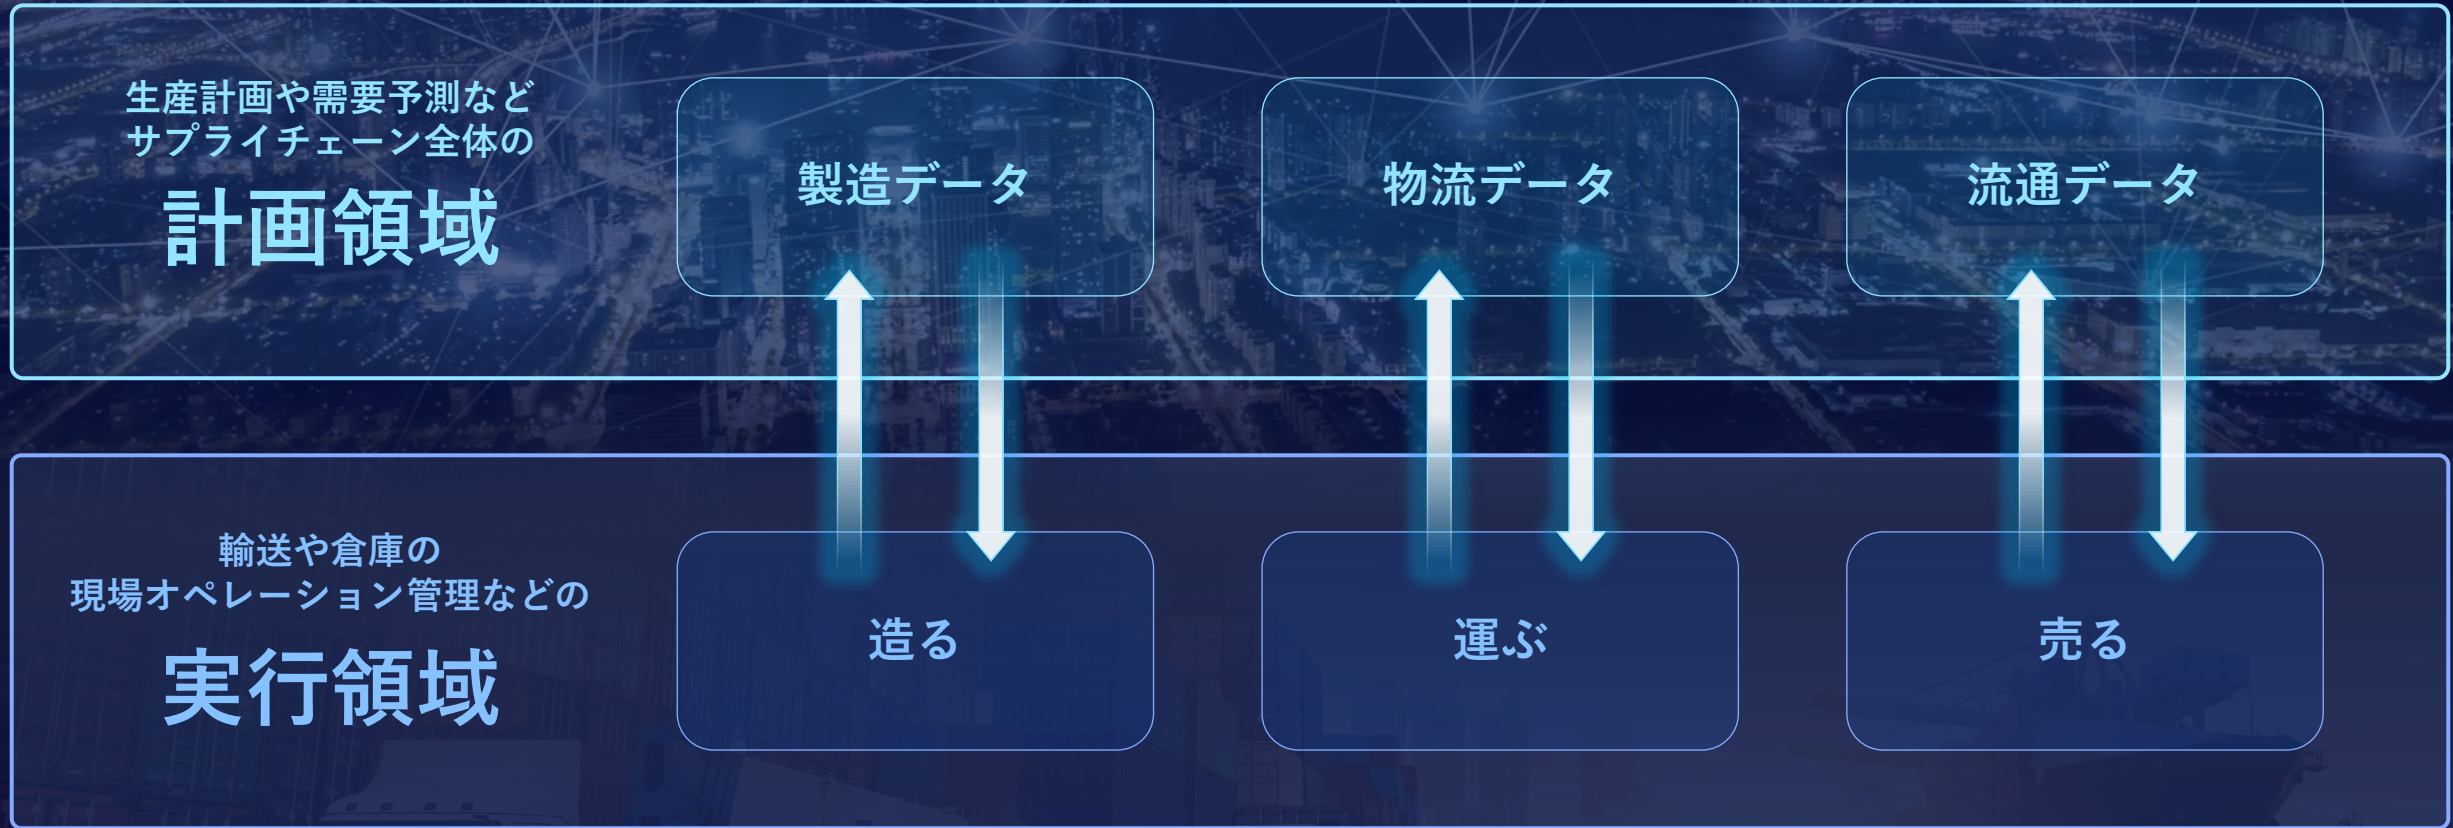 生産計画や需要予測など
サプライチェーン全体の
計画領域
製造データ
物流データ
流通データ
輸送や倉庫の
現場オペレーション管理などの
実行領域
造る
運ぶ
売る